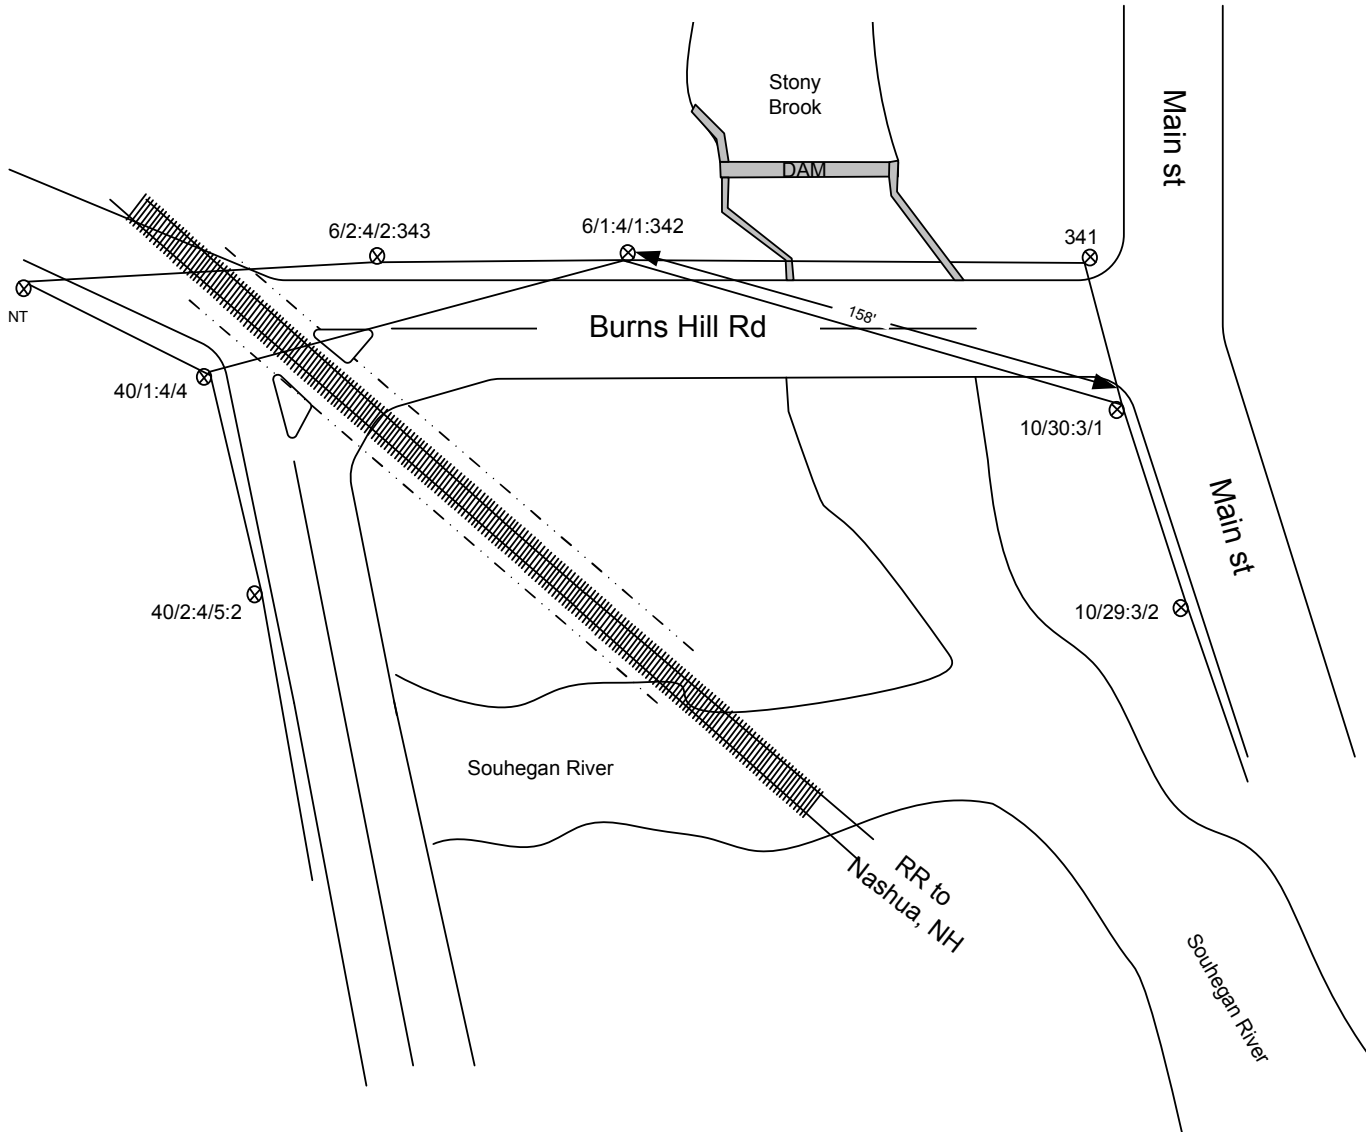 Stony
Brook
Main st
DAM
6/2:4/2:343
6/1:4/1:342
341
NT
158'
Burns Hill Rd
40/1:4/4
10/30:3/1
Main st
40/2:4/5:2
10/29:3/2
Souhegan River
RR to
Nashua, NH
Souhegan River